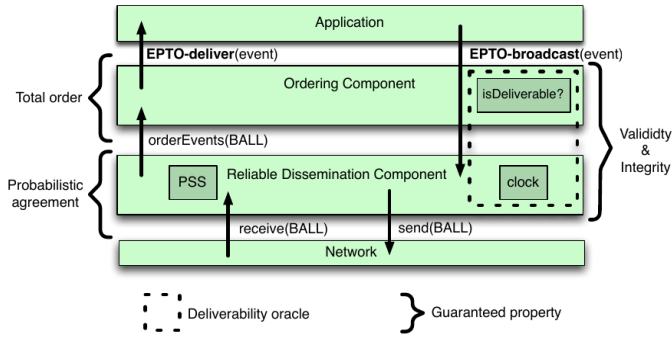 Application
EPTO-deliver(event)
EPTO-broadcast(event)
Total order
Ordering Component
isDeliverable?
orderEvents(BALL)
Validity
&
Integrity
Probabilistic
agreement
PSS
Reliable Dissemination Component
clock
receive(BALL)
send(BALL)
Network
Deliverability oracle
Guaranteed property